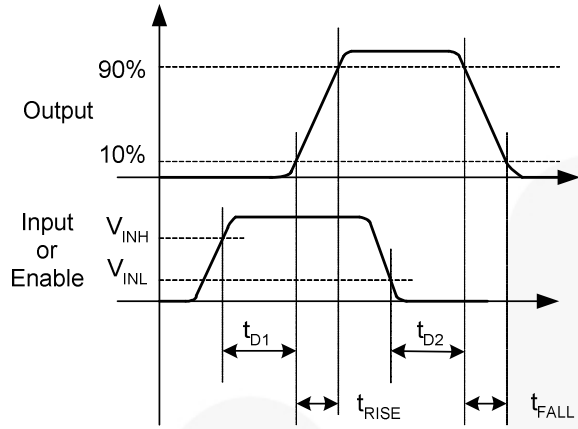 90%
Output
10%
Input
or
Enable
VINH
VINL
tD1
tD2
tRISE
tFALL